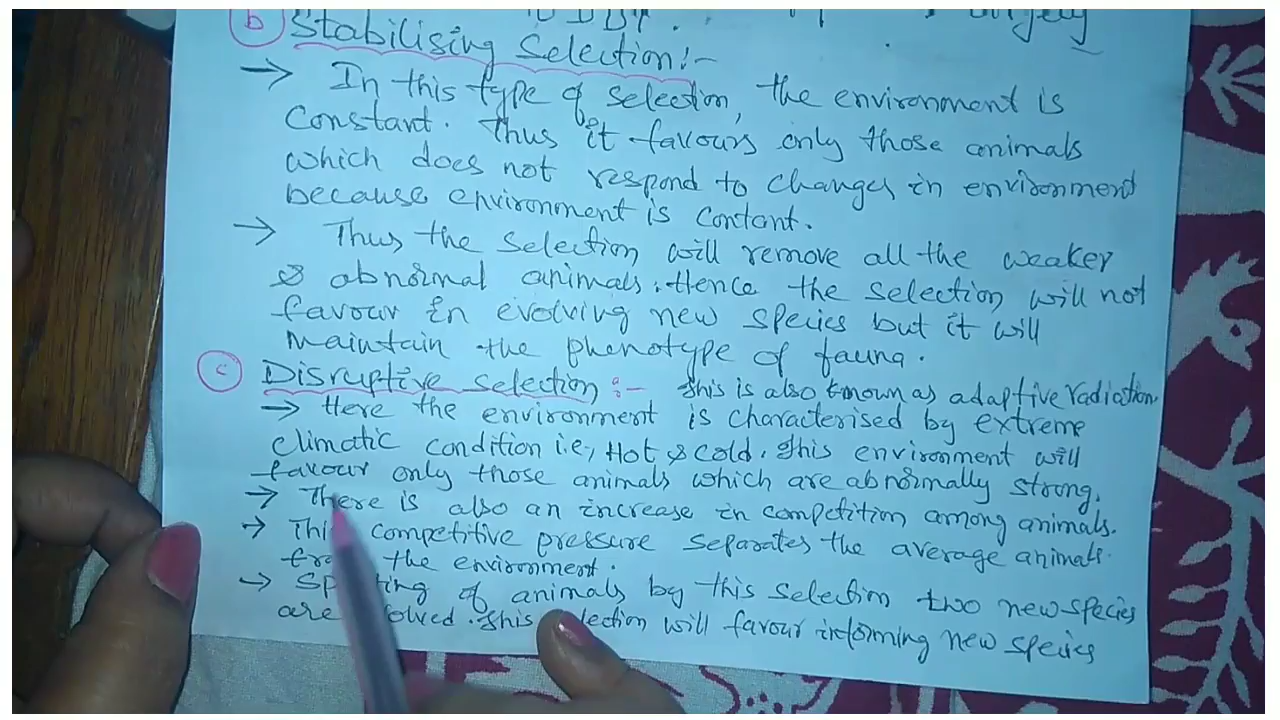 b Stabilising Selection:-
→ In this type of selection, the environment is
Constant. Thus it favours only those animals
which does not respond to changes in environment
because environment is contant.
→ Thus the selection will remove all the weaker
& abnormal animals. Hence the selection will not
favour in evolving new species but it will
Maintain the phenotype of fauna.
c Disruptive selection :- This is also known as adaptive radiation.
→ Here the environment is characterised by extreme
climatic condition i.e, Hot & cold. This environment will
favour only those animals which are abnormally strong.
→ There is also an increase in competition among animals.
→ This competitive pressure separates the average animals
the environment.
→ of animals by this selection two new species
are This will favour in forming new species